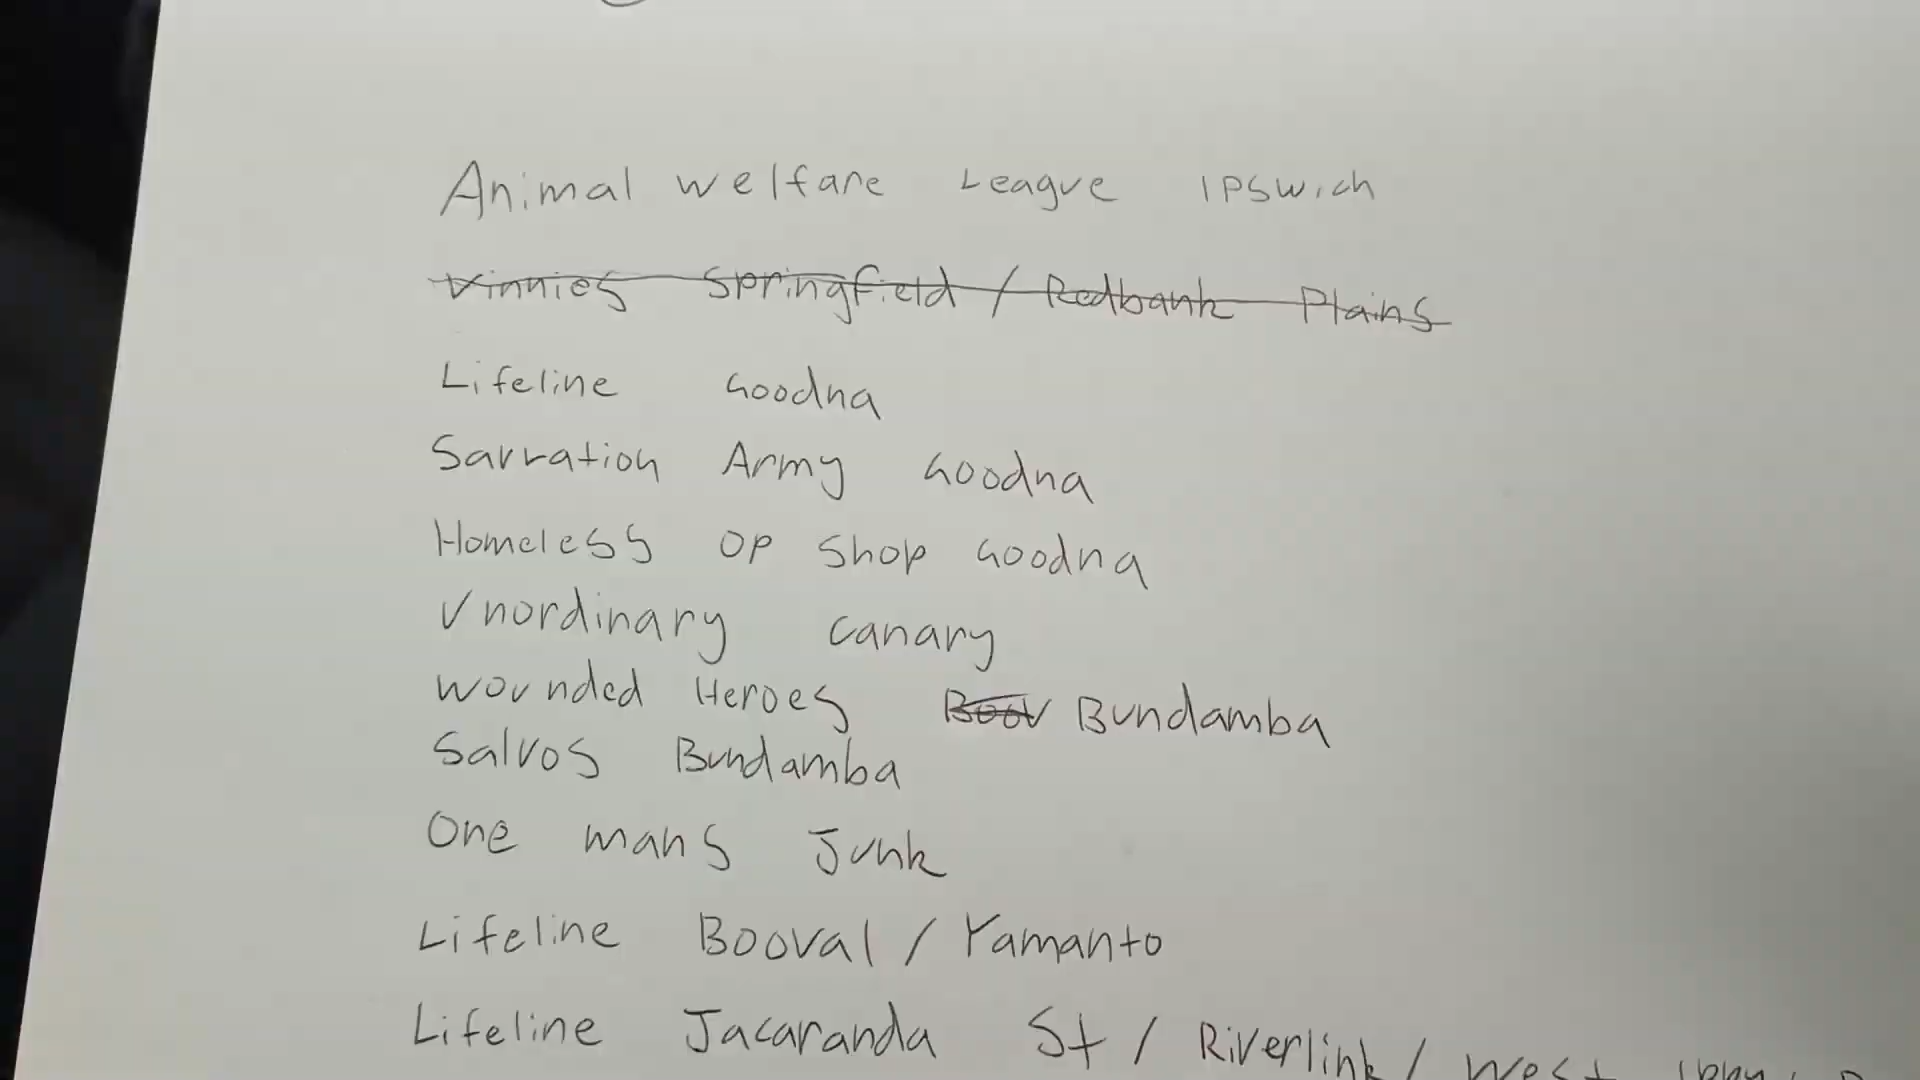 Animal welfare League Ipswich
Vinnies Springfield / Redbank Plains
Lifeline Goodna
Sarration Army Goodna
Homeless OP Shop Goodna
Unordinary canary
wounded Heroes Boov Bundamba
Salvos Bundamba
One mans Junk
Lifeline Booval / Yamanto
Lifeline Jacaranda St / Riverlink / West